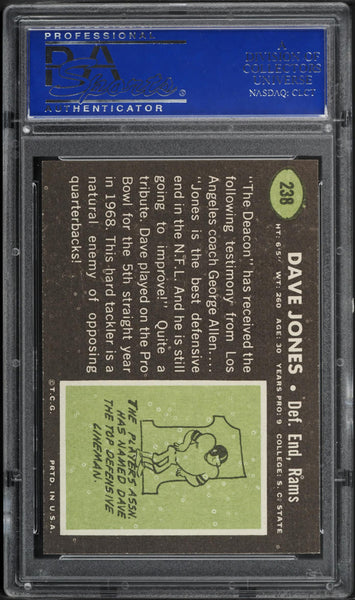 PROFESSIONAL
PSA
Sports®
AUTHENTICATOR
A
DIVISION OF
COLLECTORS
UNIVERSE
NASDAQ: CLCT
238
DAVE JONES • Def. End, Rams
HT: 6-5" WT: 260 AGE: 30 YEARS PRO: 9 COLLEGE: S. C. STATE
"The Deacon" has received the
following testimony from Los
Angeles coach George Allen...
"Jones is the best defensive
end in the N.F.L. And he is still
going to improve!" Quite a
tribute. Dave played on the Pro
Bowl for the 5th straight year
in 1968. This hard tackler is a
natural enemy of opposing
quarterbacks!
THE PLAYERS ASSN.
HAS NAMED DAVE
THE TOP DEFENSIVE
LINEMAN.
©T.C.G. PRTD. IN U.S.A.